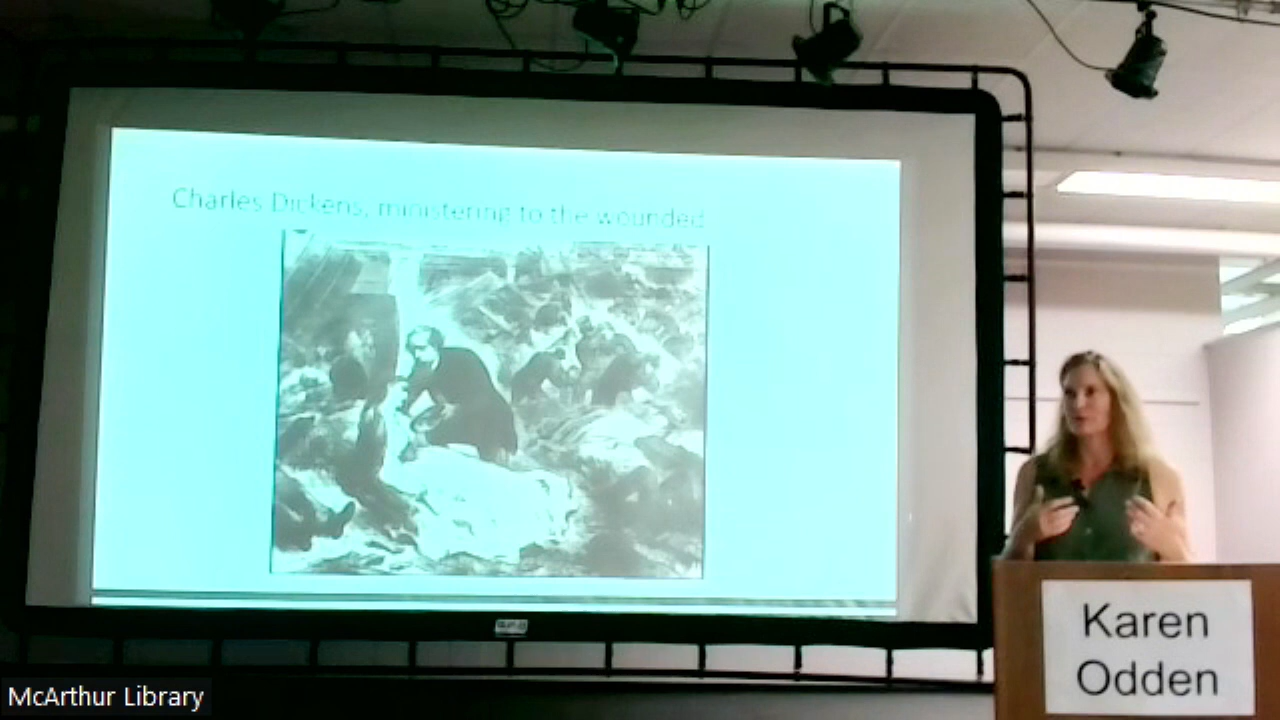 Charles Dickens, ministering to the wounded
Karen
Odden
McArthur Library